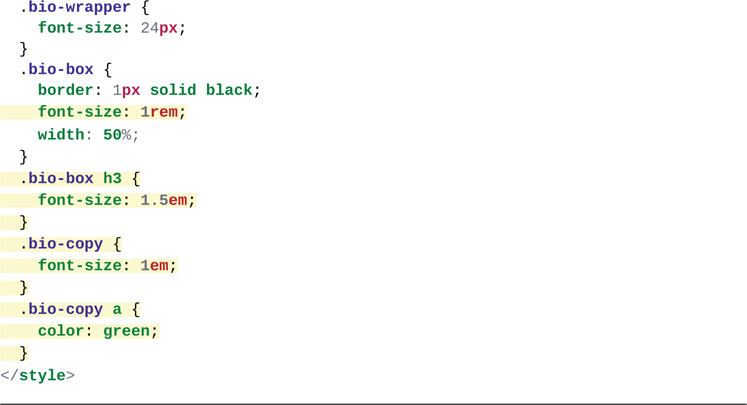 .bio-wrapper {
font-size: 24px;
}
.bio-box {
border: 1px solid black;
font-size: 1rem;
width: 50%;
}
.bio-box h3 {
font-size: 1.5em;
}
.bio-copy {
font-size: 1em;
}
.bio-copy a {
color: green;
}
</style>